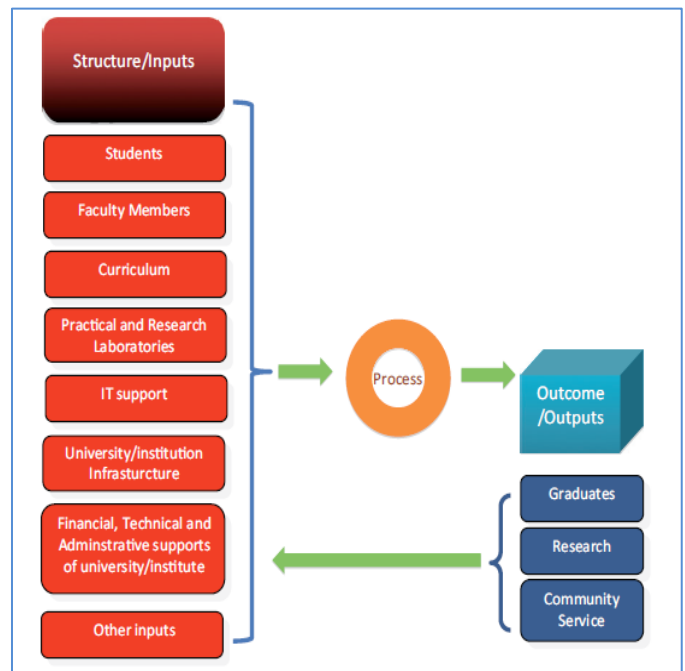 Structure/Inputs
Students
Faculty Members
Curriculum
Practical and Research
Laboratories
IT support
University/institution
Infrasturcture
Financial, Technical and
Adminstrative supports
of university/institute
Other inputs
Process
Outcome
/Outputs
Graduates
Research
Community
Service